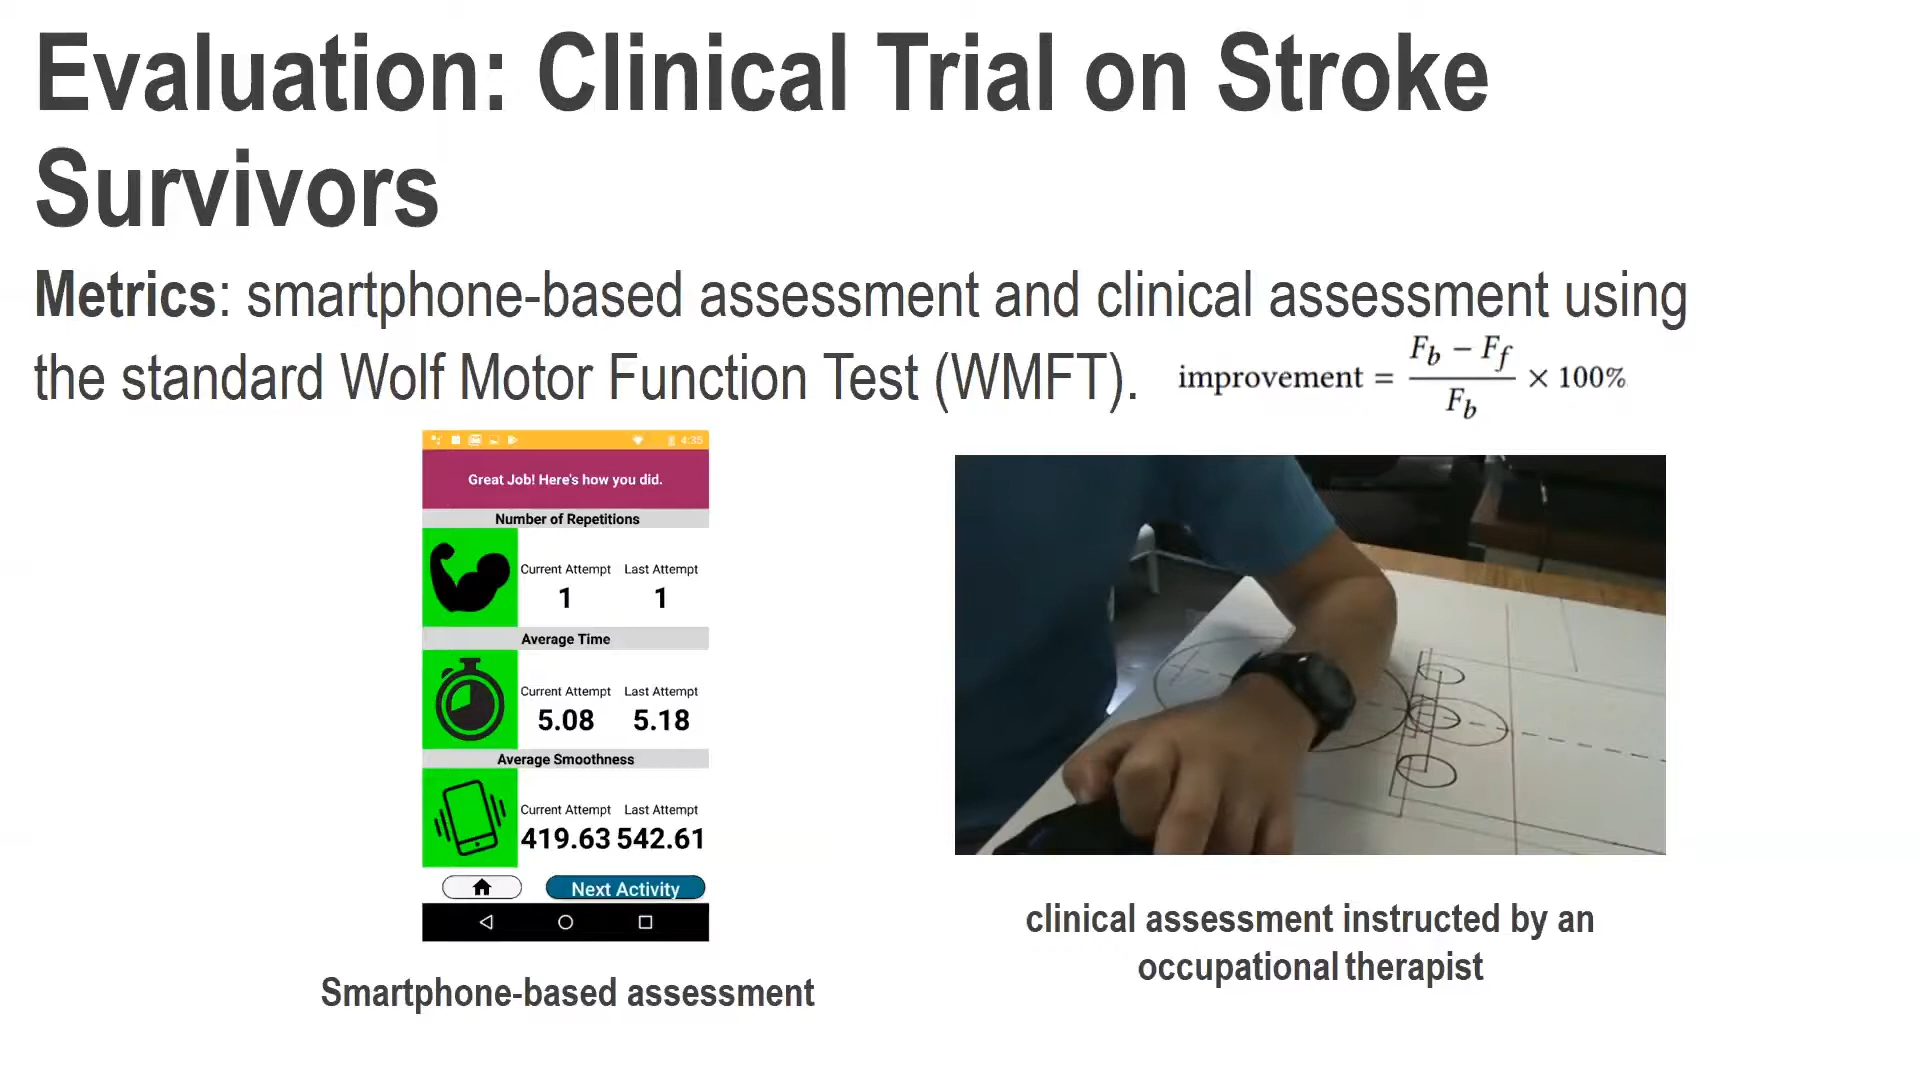 Evaluation: Clinical Trial on Stroke
Survivors
Metrics: smartphone-based assessment and clinical assessment using
the standard Wolf Motor Function Test (WMFT).
improvement = (F_b − F_f) / F_b × 100%
4:35
Great Job! Here's how you did.
Number of Repetitions
Current Attempt Last Attempt
1 1
Average Time
Current Attempt Last Attempt
5.08 5.18
Average Smoothness
Current Attempt Last Attempt
419.63 542.61
Next Activity
Smartphone-based assessment
clinical assessment instructed by an
occupational therapist